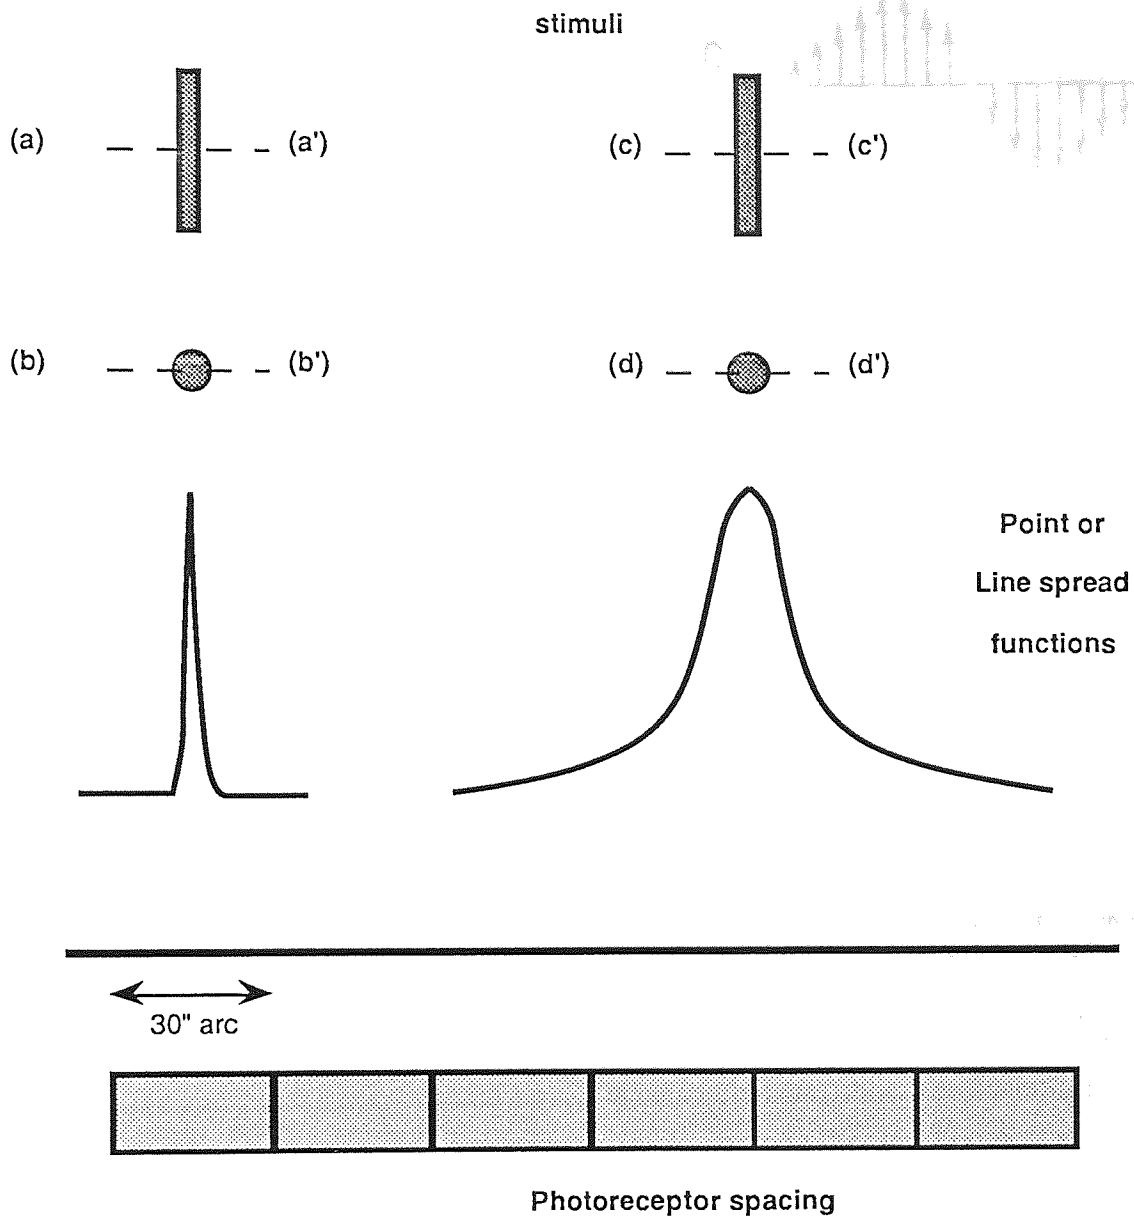 stimuli
(a)
(a')
(c)
(c')
(b)
(b')
(d)
(d')
Point or
Line spread
functions
30" arc
Photoreceptor spacing